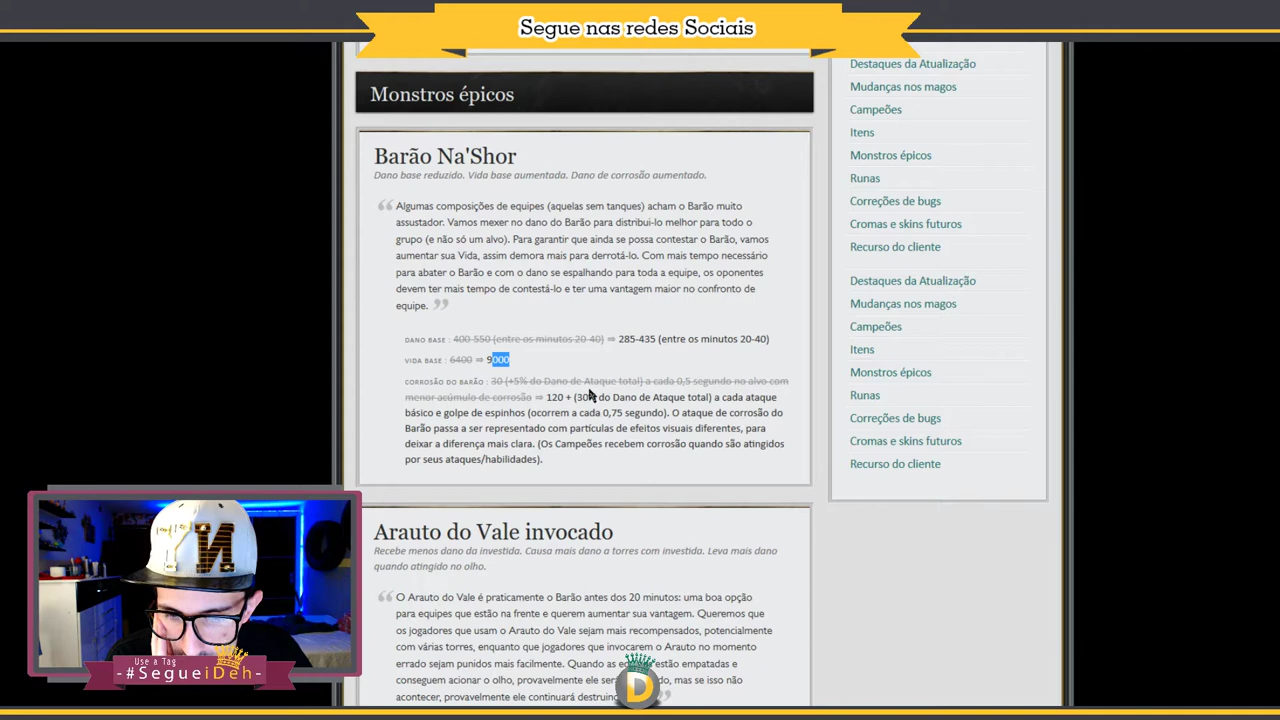 Segue nas redes Sociais
Monstros épicos
Barão Na'Shor
Dano base reduzido. Vida base aumentada. Dano de corrosão aumentado.
Algumas composições de equipes (aquelas sem tanques) acham o Barão muito
assustador. Vamos mexer no dano do Barão para distribuí-lo melhor para todo o
grupo (e não só um alvo). Para garantir que ainda se possa contestar o Barão, vamos
aumentar sua Vida, assim demora mais para derrotá-lo. Com mais tempo necessário
para abater o Barão e com o dano se espalhando para toda a equipe, os oponentes
devem ter mais tempo de contestá-lo e ter uma vantagem maior no confronto de
equipe.
DANO BASE : 400-550 (entre os minutos 20-40) ⇒ 285-435 (entre os minutos 20-40)
VIDA BASE : 6400 ⇒ 9000
CORROSÃO DO BARÃO : 30 (+5% do Dano de Ataque total) a cada 0,5 segundo no alvo com
menor acúmulo de corrosão ⇒ 120 + (30% do Dano de Ataque total) a cada ataque
básico e golpe de espinhos (ocorrem a cada 0,75 segundo). O ataque de corrosão do
Barão passa a ser representado com partículas de efeitos visuais diferentes, para
deixar a diferença mais clara. (Os Campeões recebem corrosão quando são atingidos
por seus ataques/habilidades).
Arauto do Vale invocado
Recebe menos dano da investida. Causa mais dano a torres com investida. Leva mais dano
quando atingido no olho.
O Arauto do Vale é praticamente o Barão antes dos 20 minutos: uma boa opção
para equipes que estão na frente e querem aumentar sua vantagem. Queremos que
os jogadores que usam o Arauto do Vale sejam mais recompensados, potencialmente
com várias torres, enquanto que jogadores que invocarem o Arauto no momento
errado sejam punidos mais facilmente. Quando as estão empatadas e
conseguem acionar o olho, provavelmente ele mas se isso não
acontecer, provavelmente ele continuará
Destaques da Atualização
Mudanças nos magos
Campeões
Itens
Monstros épicos
Runas
Correções de bugs
Cromas e skins futuros
Recurso do cliente
Destaques da Atualização
Mudanças nos magos
Campeões
Itens
Monstros épicos
Runas
Correções de bugs
Cromas e skins futuros
Recurso do cliente
Use a Tag
-#SegueiDeh-
D